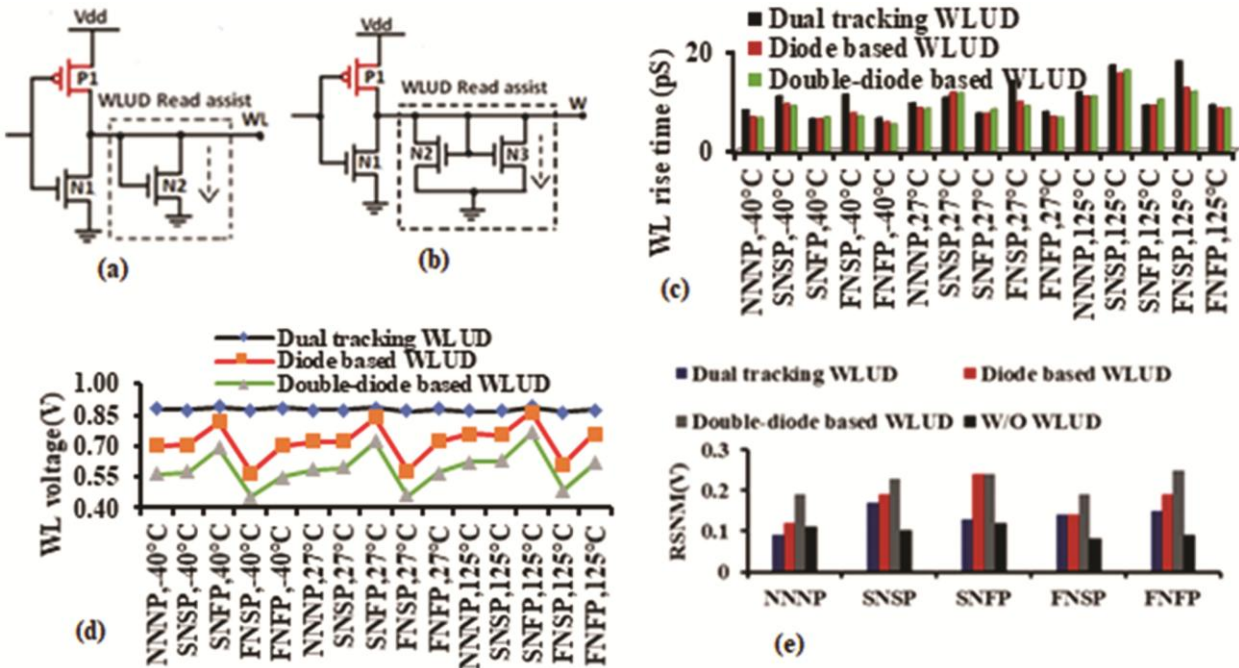 Vdd
P1
WLUD Read assist
WL
N1
N2
(a)
Vdd
P1
WLUD Read assist
W
N1
N2
N3
(b)
Dual tracking WLUD
Diode based WLUD
Double-diode based WLUD
WL rise time (pS)
20
0
NNNP,-40°C
SNSP,-40°C
SNFP,-40°C
FNSP,-40°C
FNFP,-40°C
NNNP,27°C
SNSP,27°C
SNFP,27°C
FNSP,27°C
FNFP,27°C
NNNP,125°C
SNSP,125°C
SNFP,125°C
FNSP,125°C
FNFP,125°C
(c)
Dual tracking WLUD
Diode based WLUD
Double-diode based WLUD
WL voltage(V)
1.00
0.85
0.70
0.55
0.40
NNNP,-40°C
SNSP,-40°C
SNFP,40°C
FNSP,-40°C
FNFP,-40°C
NNNP,27°C
SNSP,27°C
SNFP,27°C
FNSP,27°C
FNFP,27°C
NNNP,125°C
SNSP,125°C
SNFP,125°C
FNSP,125°C
FNFP,125°C
(d)
Dual tracking WLUD
Diode based WLUD
Double-diode based WLUD
W/O WLUD
RSNM(V)
0.3
0.2
0.1
0
NNNP
SNSP
SNFP
FNSP
FNFP
(e)